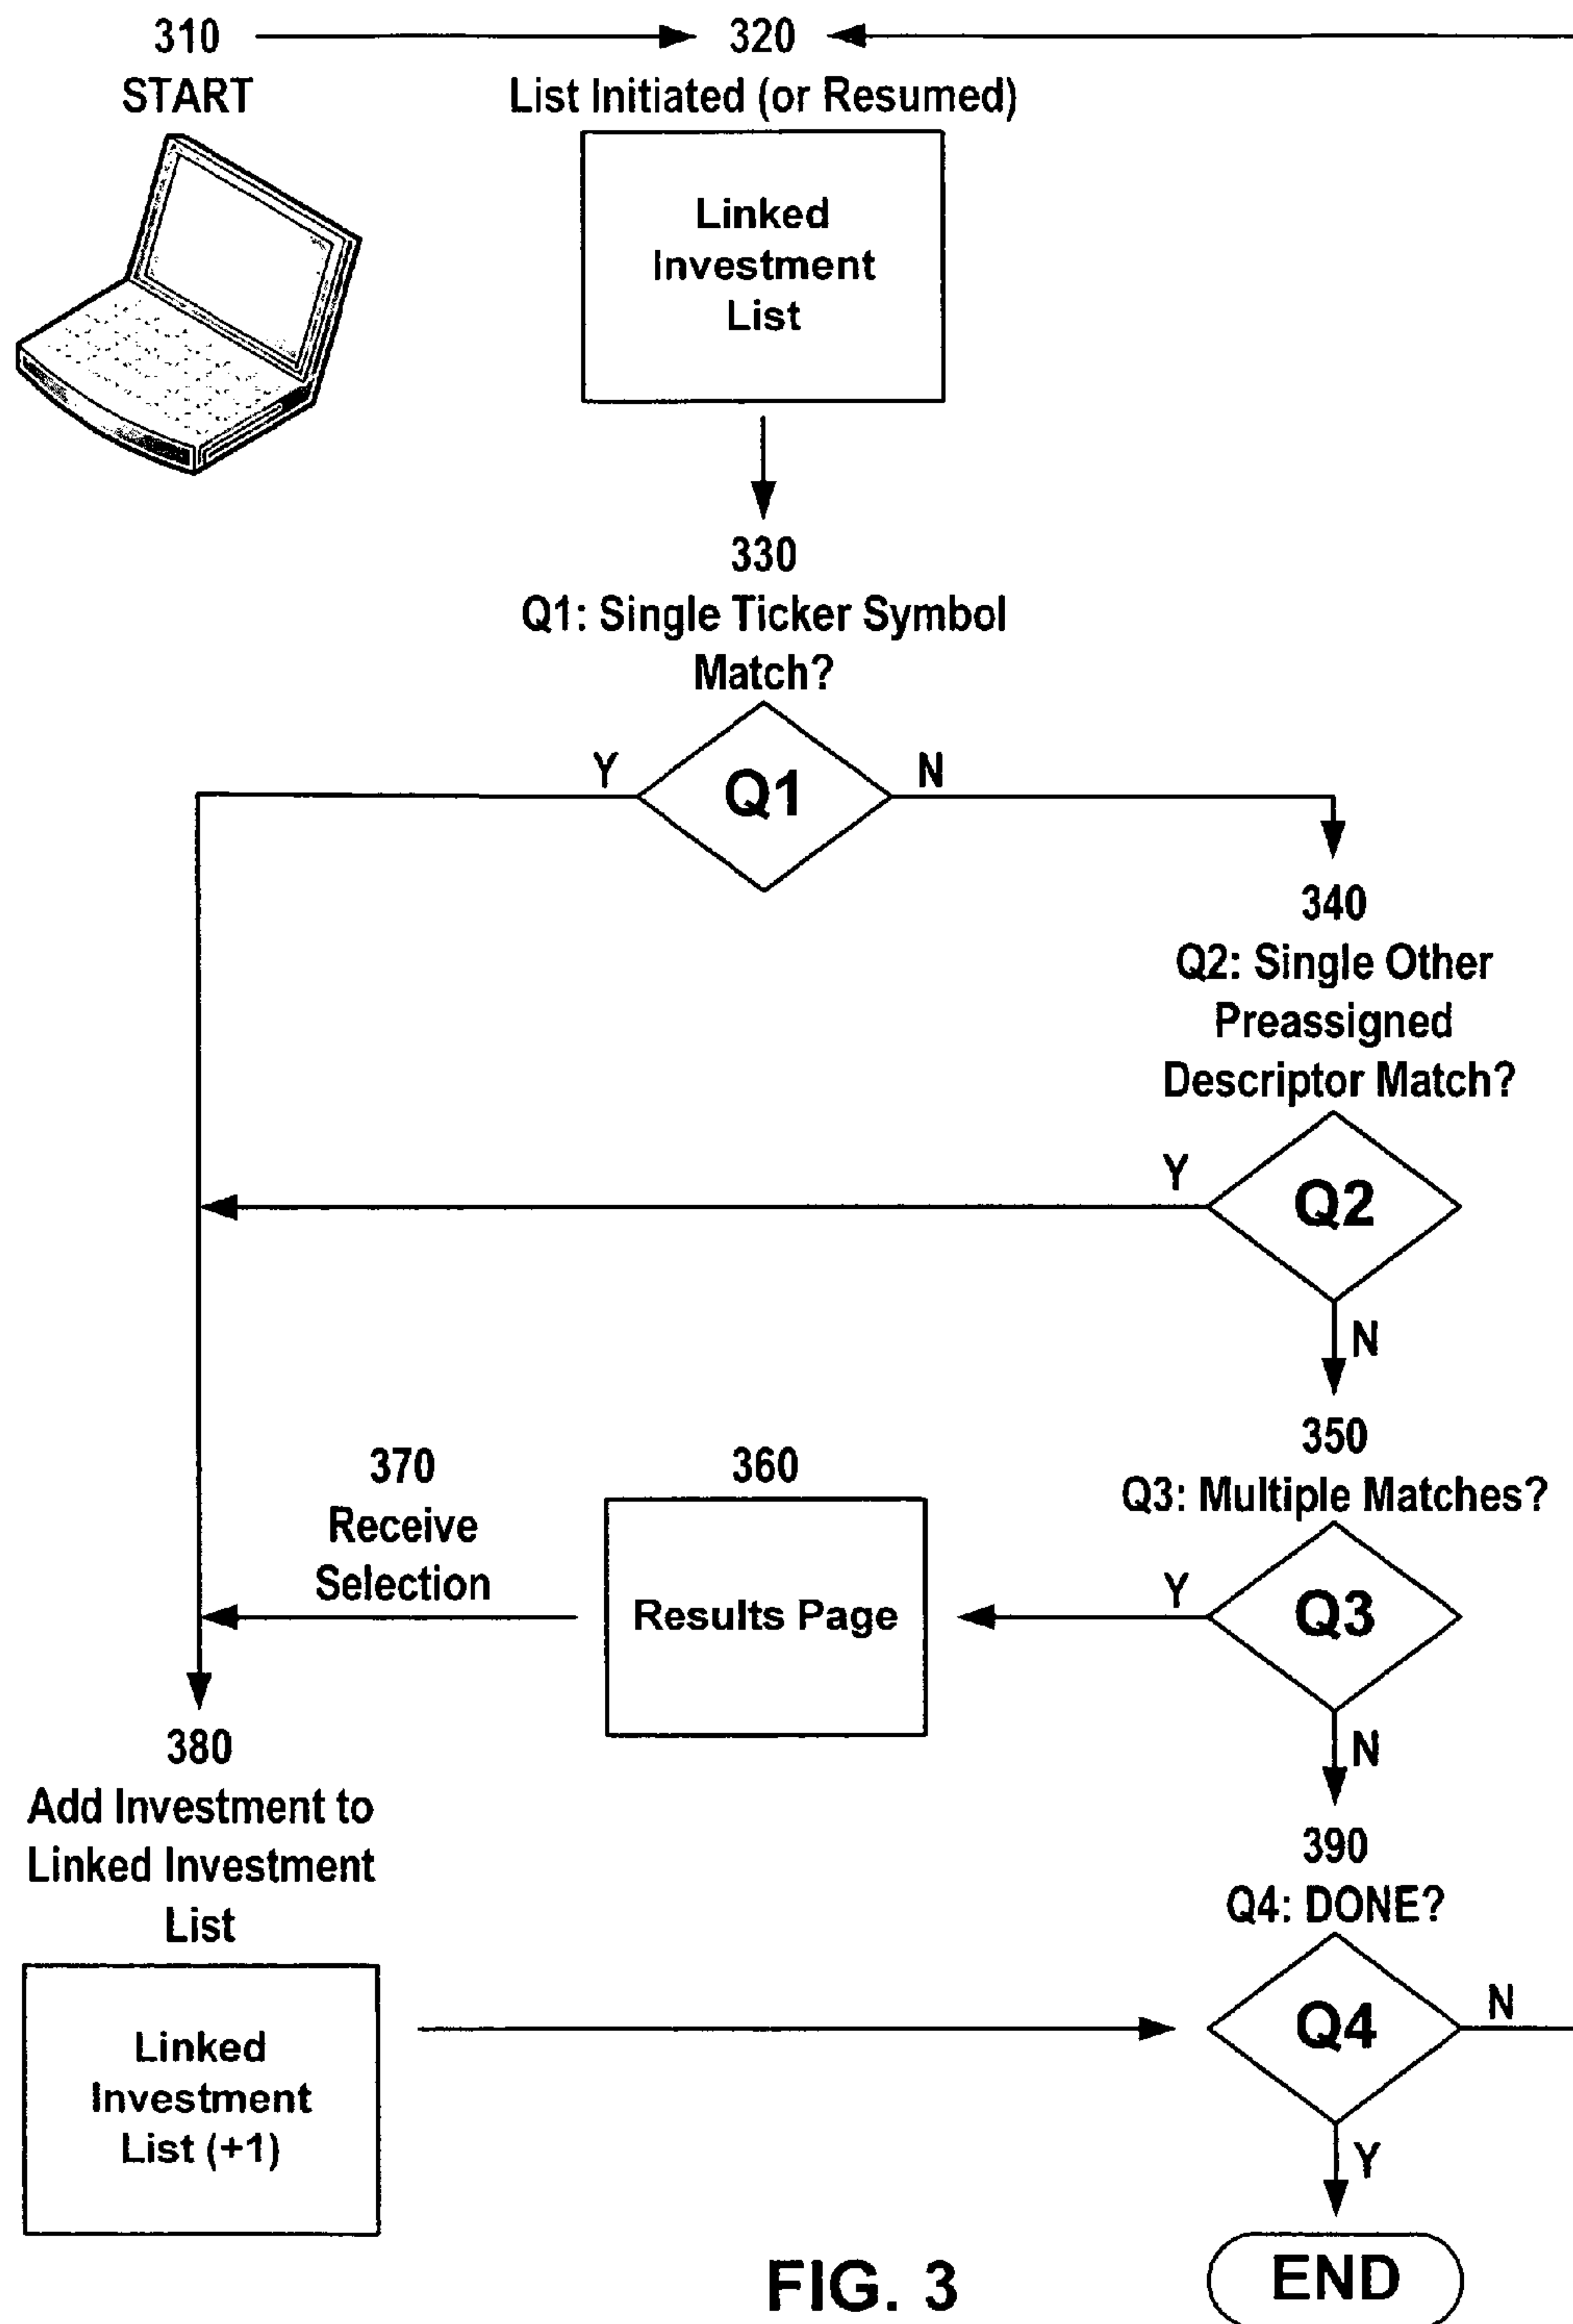 310
START
320
List Initiated (or Resumed)
Linked
Investment
List
330
Q1: Single Ticker Symbol
Match?
Y
Q1
N
340
Q2: Single Other
Preassigned
Descriptor Match?
Y
Q2
N
350
Q3: Multiple Matches?
370
Receive
Selection
360
Results Page
Y
Q3
N
380
Add Investment to
Linked Investment
List
Linked
Investment
List (+1)
390
Q4: DONE?
Q4
N
Y
END
FIG. 3